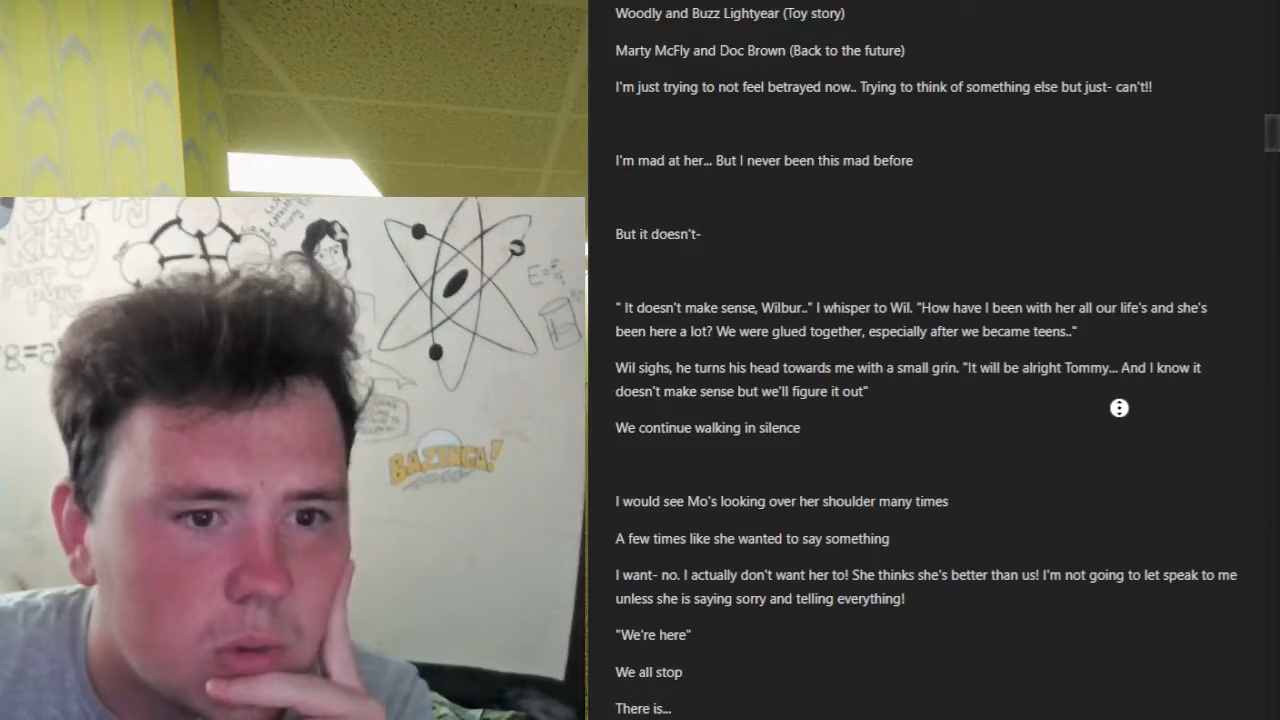 Woodly and Buzz Lightyear (Toy story)
Marty McFly and Doc Brown (Back to the future)
I'm just trying to not feel betrayed now.. Trying to think of something else but just- can't!!
I'm mad at her... But I never been this mad before
But it doesn't-
" It doesn't make sense, Wilbur.." I whisper to Wil. "How have I been with her all our life's and she's
been here a lot? We were glued together, especially after we became teens.."
Wil sighs, he turns his head towards me with a small grin. "It will be alright Tommy... And I know it
doesn't make sense but we'll figure it out"
We continue walking in silence
I would see Mo's looking over her shoulder many times
A few times like she wanted to say something
I want- no. I actually don't want her to! She thinks she's better than us! I'm not going to let speak to me
unless she is saying sorry and telling everything!
"We're here"
We all stop
There is...
Kitty
purr
purr
purr
BAZINGA!